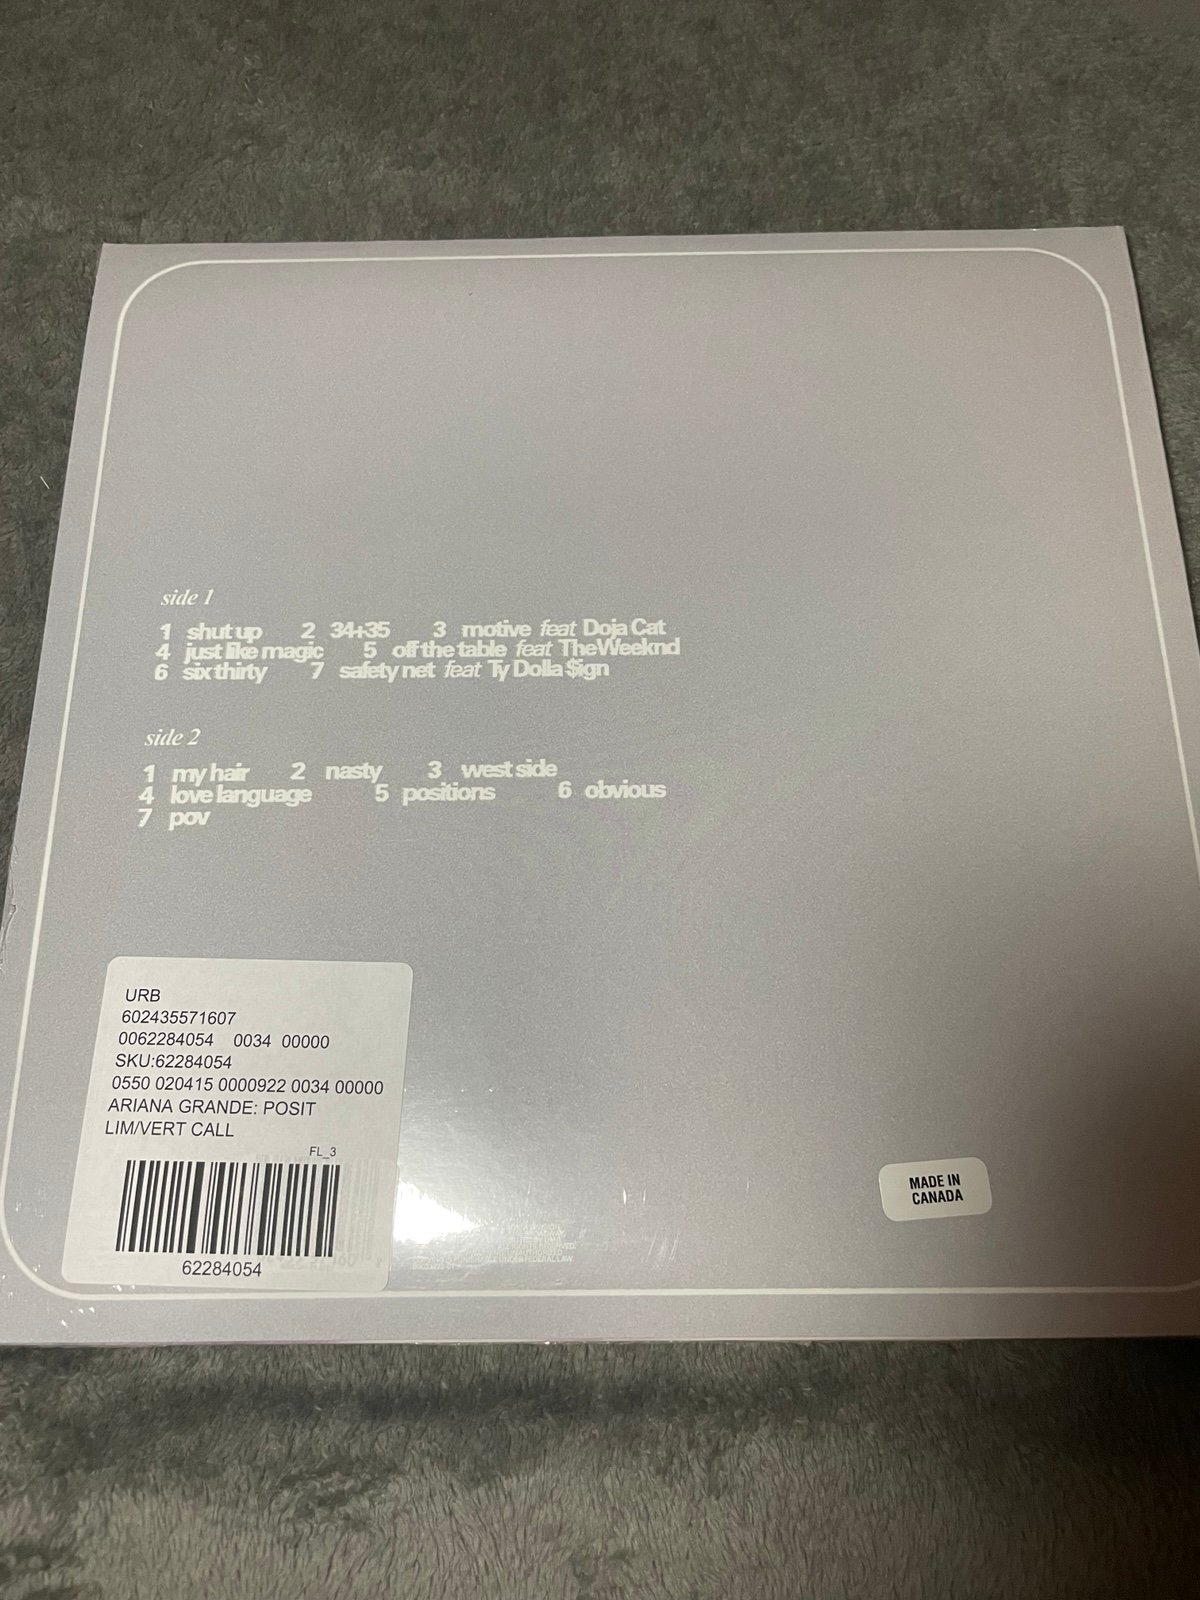 side 1
1 shut up 2 34+35 3 motive feat Doja Cat
4 just like magic 5 off the table feat The Weeknd
6 six thirty 7 safety net feat Ty Dolla $ign
side 2
1 my hair 2 nasty 3 west side
4 love language 5 positions 6 obvious
7 pov
URB
602435571607
0062284054 0034 00000
SKU:62284054
0550 020415 0000922 0034 00000
ARIANA GRANDE: POSIT
LIM/VERT CALL
FL_3
62284054
MADE IN
CANADA